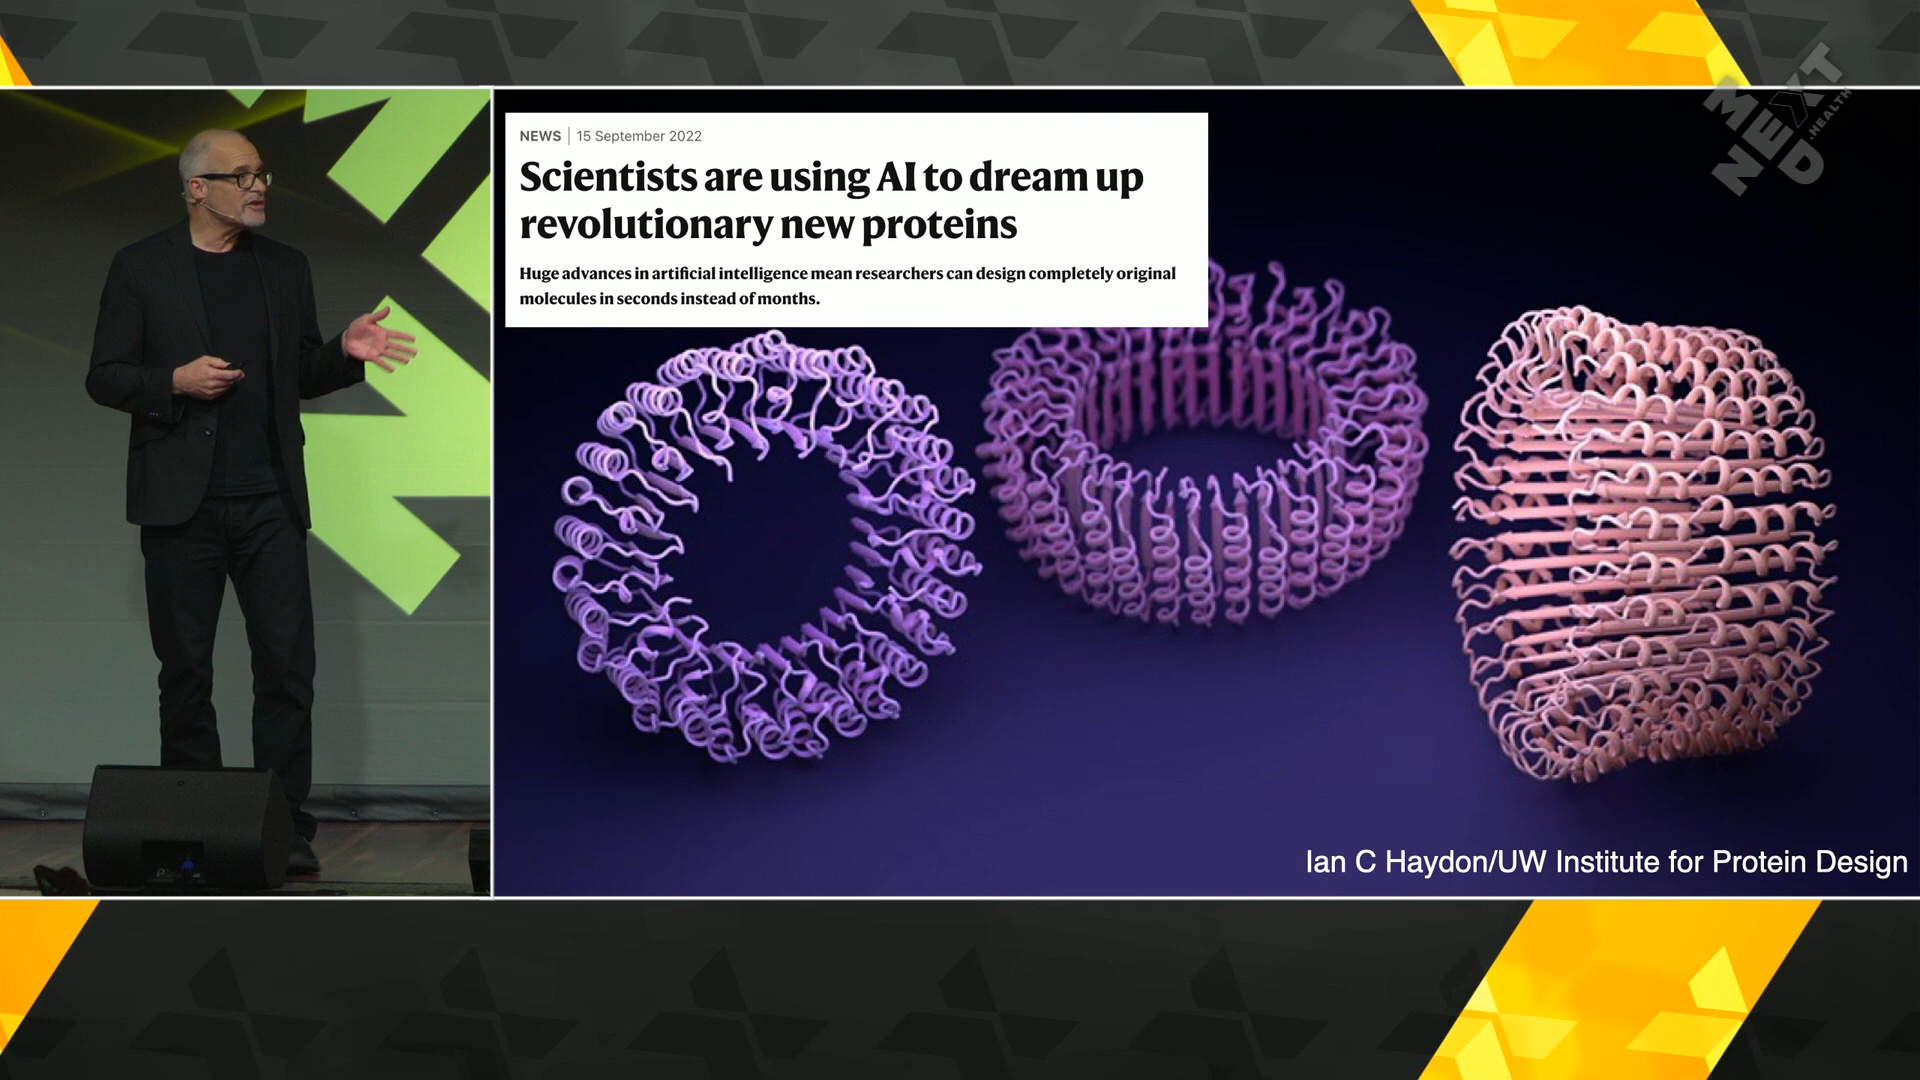 NEWS | 15 September 2022
Scientists are using AI to dream up
revolutionary new proteins
Huge advances in artificial intelligence mean researchers can design completely original
molecules in seconds instead of months.
NEXT
MED
.HEALTH
Ian C Haydon/UW Institute for Protein Design